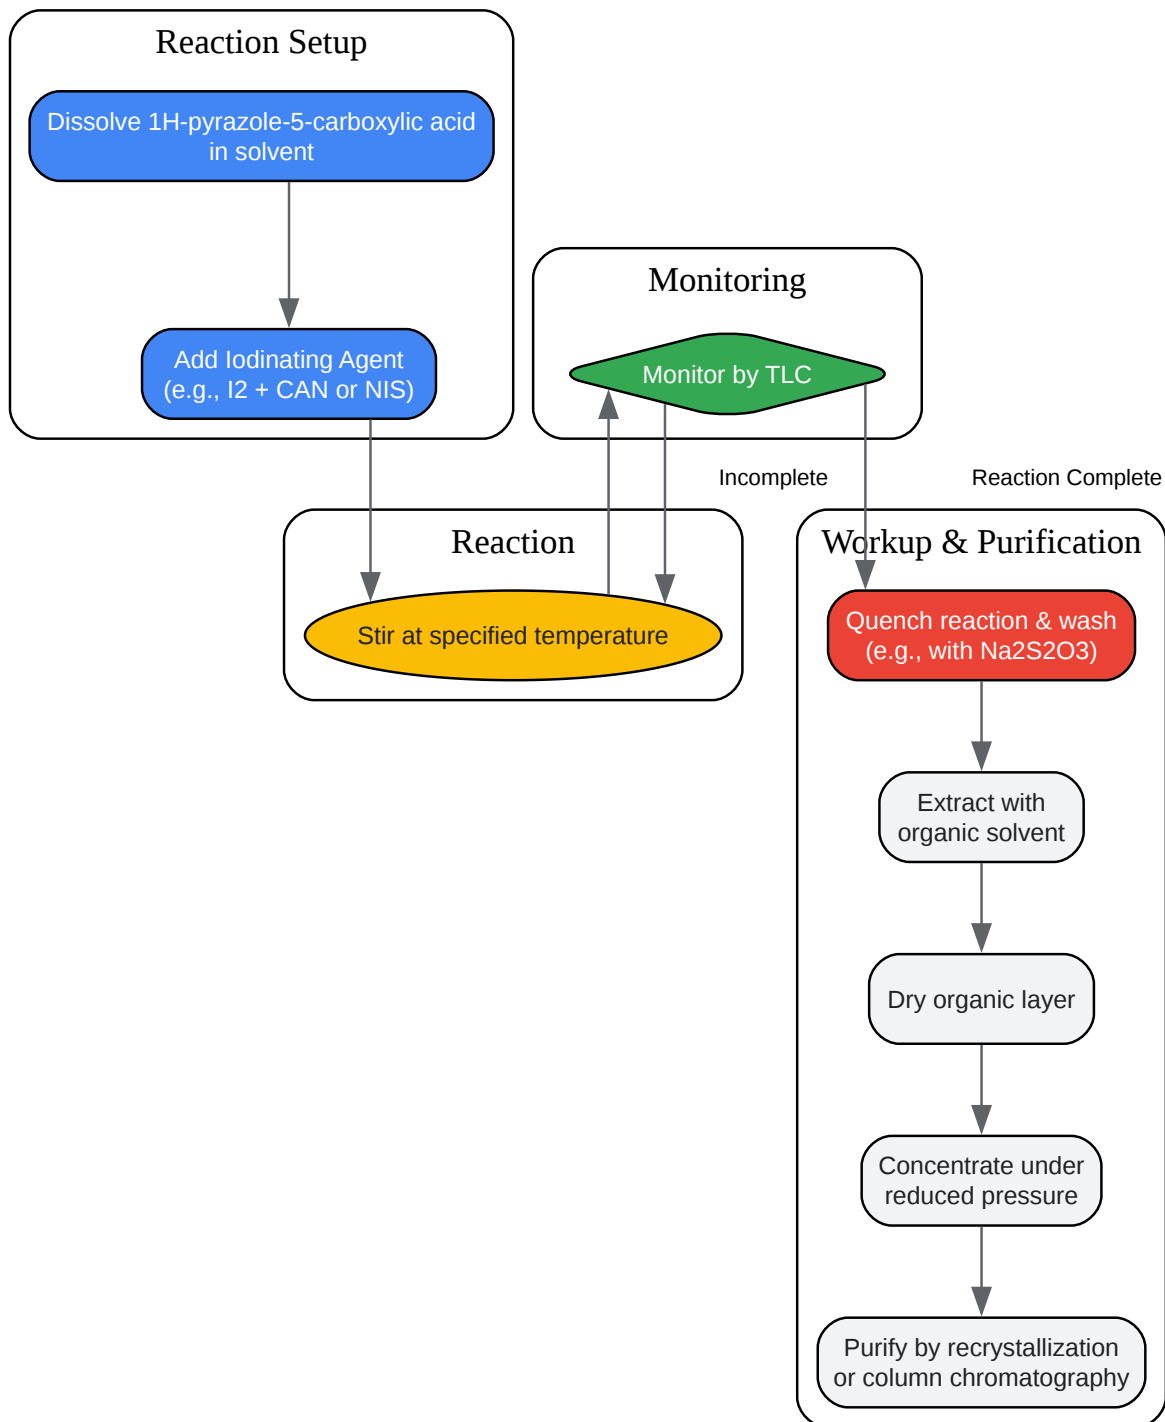 Reaction Setup
Dissolve 1H-pyrazole-5-carboxylic acid
in solvent
Add Iodinating Agent
(e.g., I2 + CAN or NIS)
Monitoring
Monitor by TLC
Incomplete
Reaction Complete
Reaction
Stir at specified temperature
Workup & Purification
Quench reaction & wash
(e.g., with Na2S2O3)
Extract with
organic solvent
Dry organic layer
Concentrate under
reduced pressure
Purify by recrystallization
or column chromatography